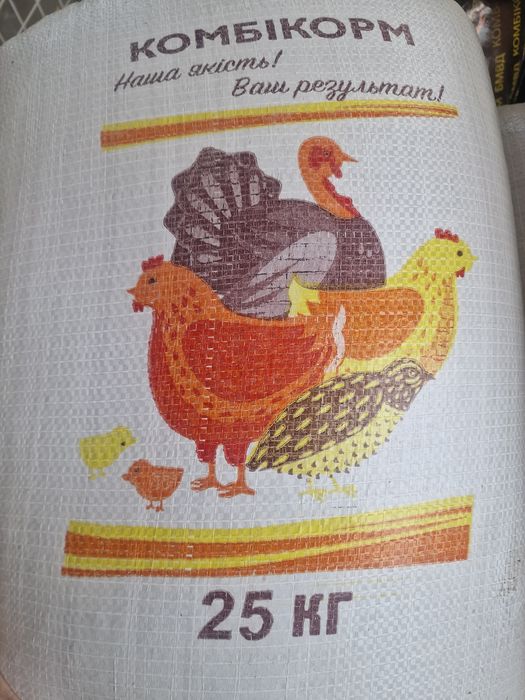 КОМБІКОРМ
Наша якість!
Ваш результат!
25 кг